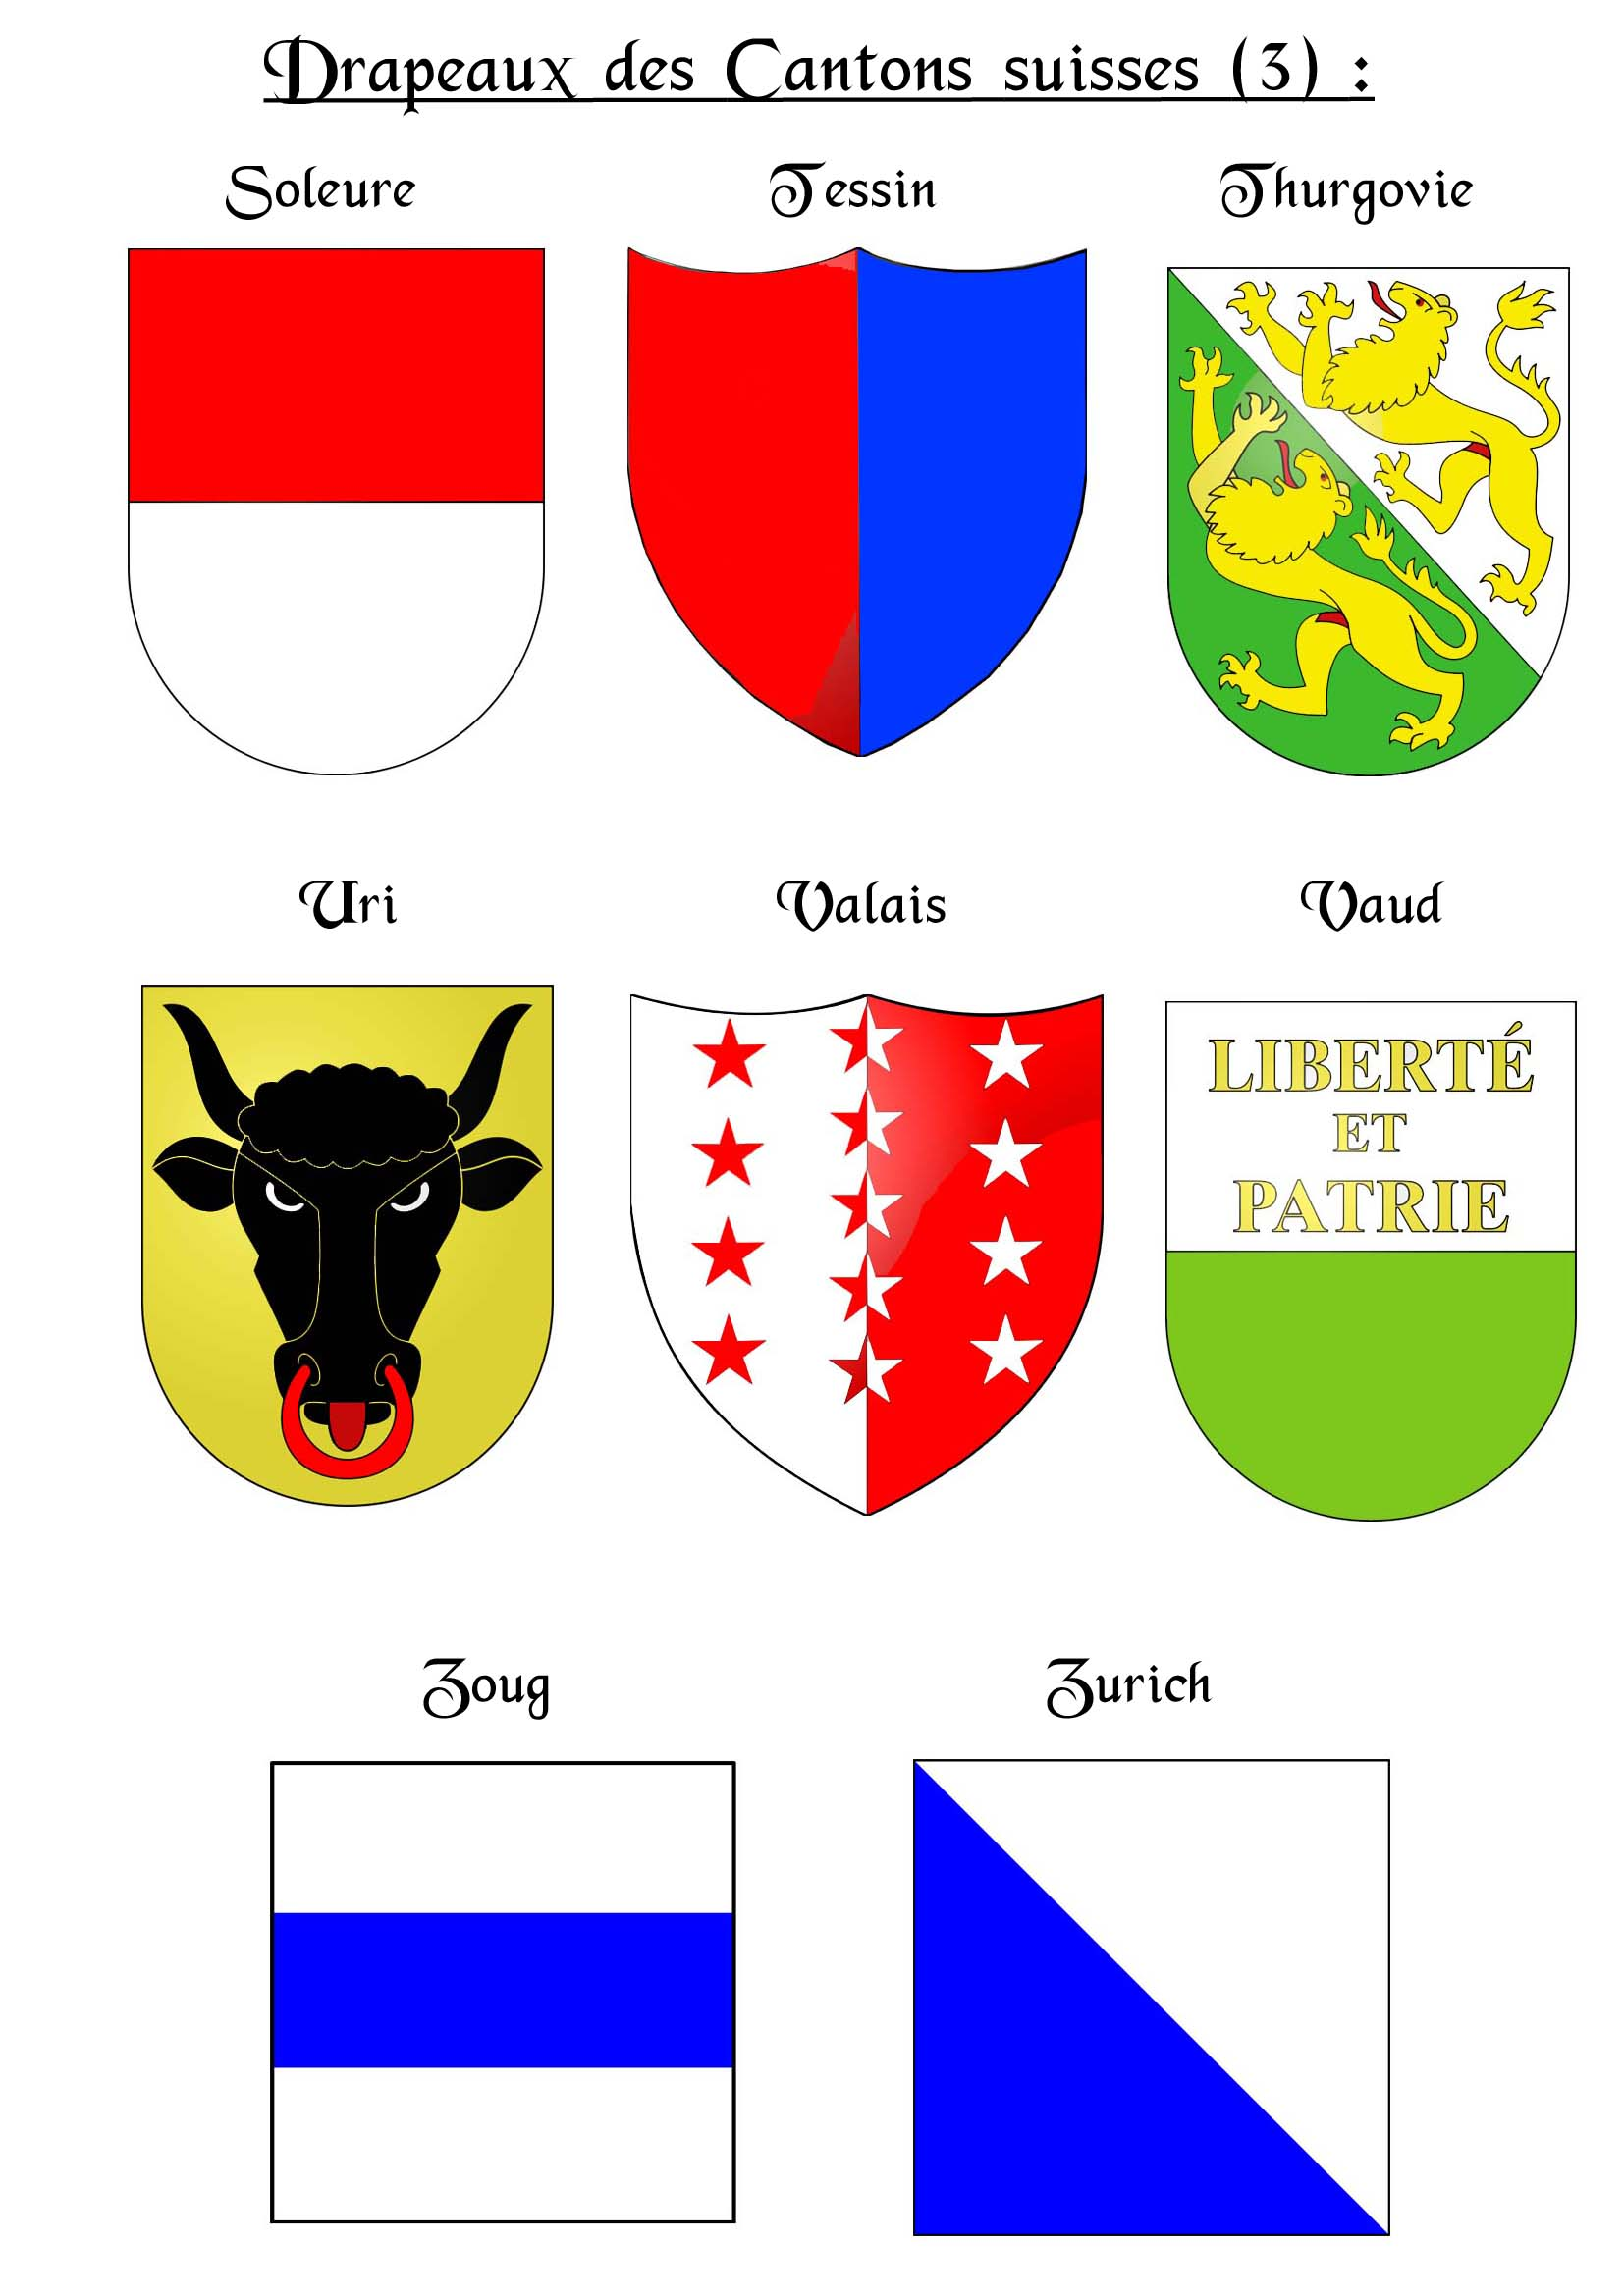 Drapeaux des Cantons suisses (3) :
Soleure Tessin Thurgovie
Uri Valais Vaud
LIBERTÉ
ET
PATRIE
Zoug Zurich